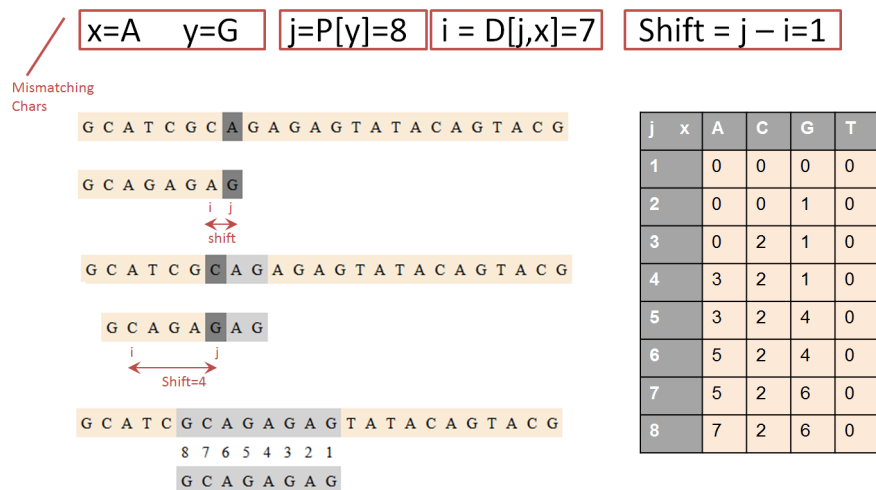 x=A y=G j=P[y]=8 i = D[j,x]=7 Shift = j – i=1
Mismatching
Chars
G C A T C G C A G A G A G T A T A C A G T A C G
G C A G A G A G
i j
shift
G C A T C G C A G A G A G T A T A C A G T A C G
G C A G A G A G
i j
Shift=4
G C A T C G C A G A G A G T A T A C A G T A C G
8 7 6 5 4 3 2 1
G C A G A G A G
j x A C G T
1 0 0 0 0
2 0 0 1 0
3 0 2 1 0
4 3 2 1 0
5 3 2 4 0
6 5 2 4 0
7 5 2 6 0
8 7 2 6 0